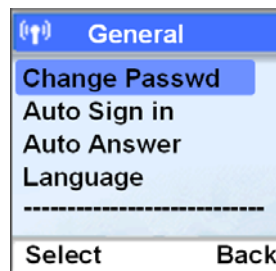 General
Change Passwd
Auto Sign in
Auto Answer
Language
---------------------------
Select Back